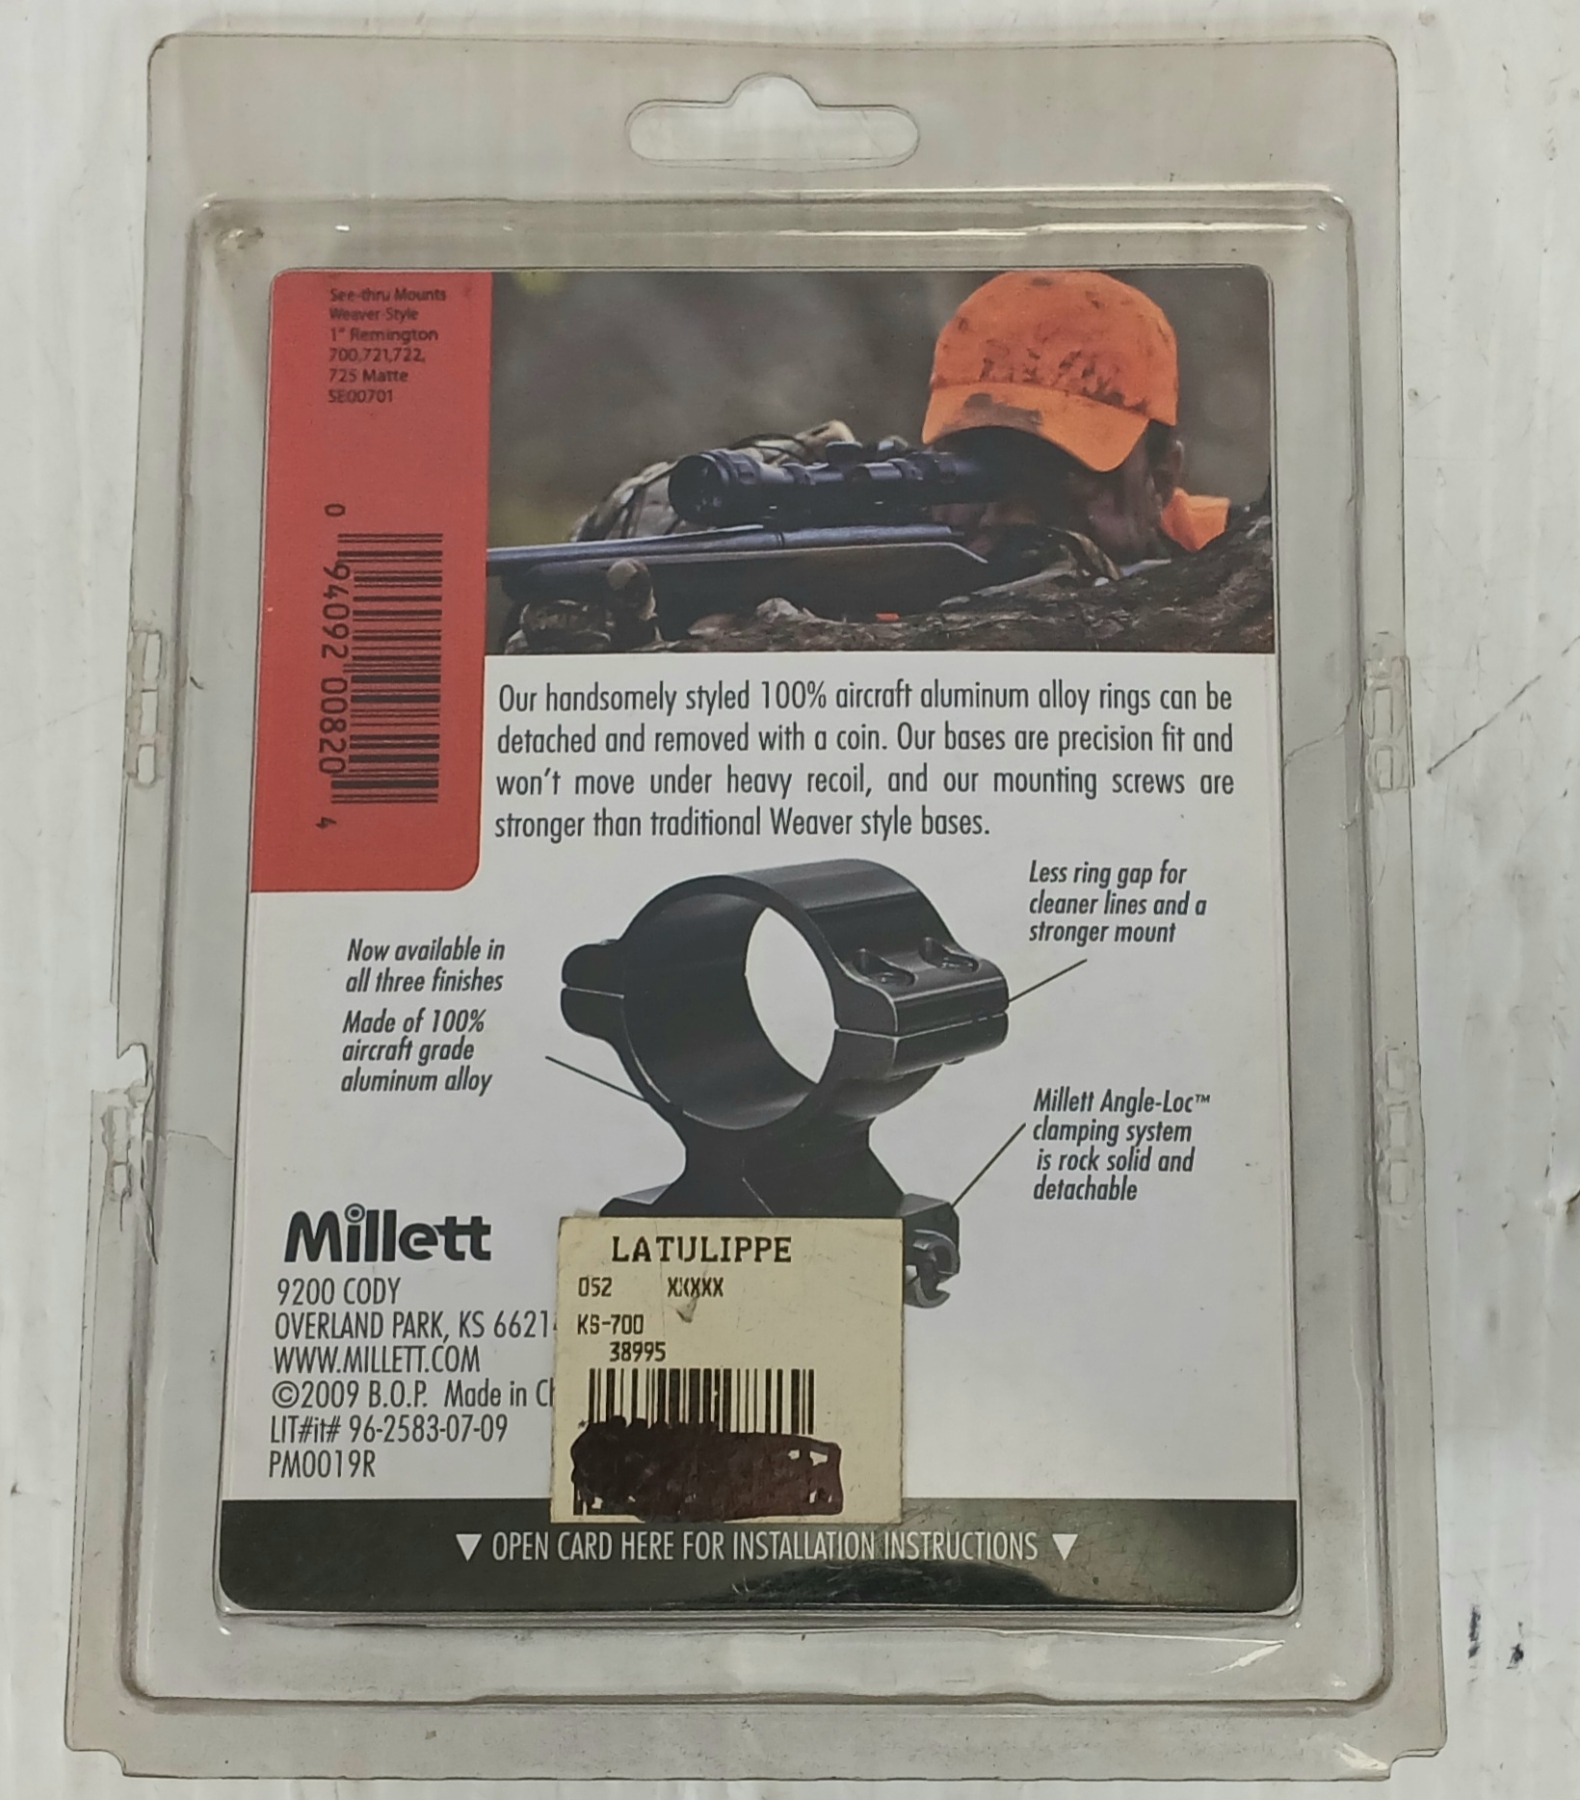 See-thru Mounts
Weaver-Style
1" Remington
700,721,722,
725 Matte
SE00701
0 94092 00820 4
Our handsomely styled 100% aircraft aluminum alloy rings can be
detached and removed with a coin. Our bases are precision fit and
won't move under heavy recoil, and our mounting screws are
stronger than traditional Weaver style bases.
Less ring gap for
cleaner lines and a
stronger mount
Now available in
all three finishes
Made of 100%
aircraft grade
aluminum alloy
Millett Angle-Loc™
clamping system
is rock solid and
detachable
Millett
9200 CODY
OVERLAND PARK, KS 6621
WWW.MILLETT.COM
©2009 B.O.P. Made in
LIT#it# 96-2583-07-09
PM0019R
LATULIPPE
052 XXXXX
KS-700
38995
▼ OPEN CARD HERE FOR INSTALLATION INSTRUCTIONS ▼